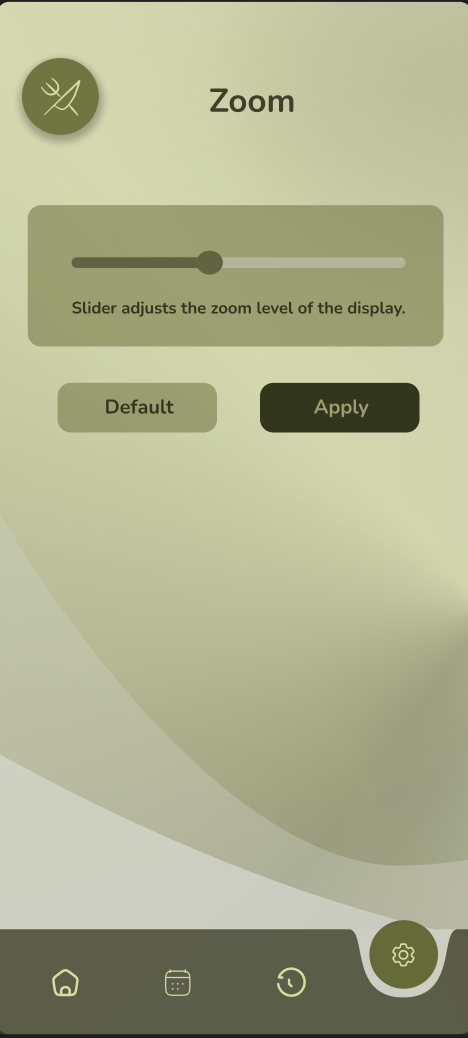 Zoom
Slider adjusts the zoom level of the display.
Default
Apply